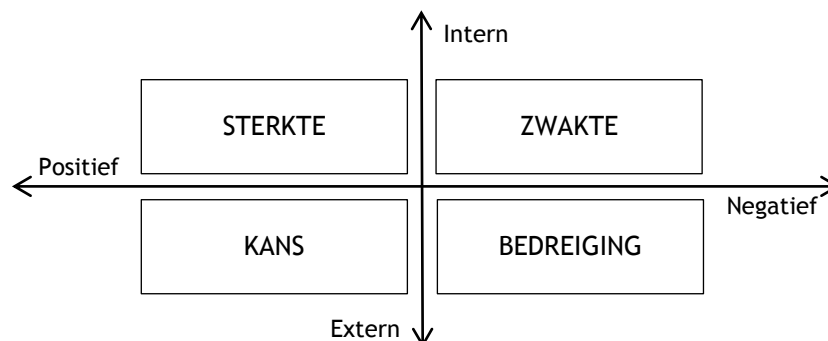 Intern
STERKTE
ZWAKTE
Positief
Negatief
KANS
BEDREIGING
Extern